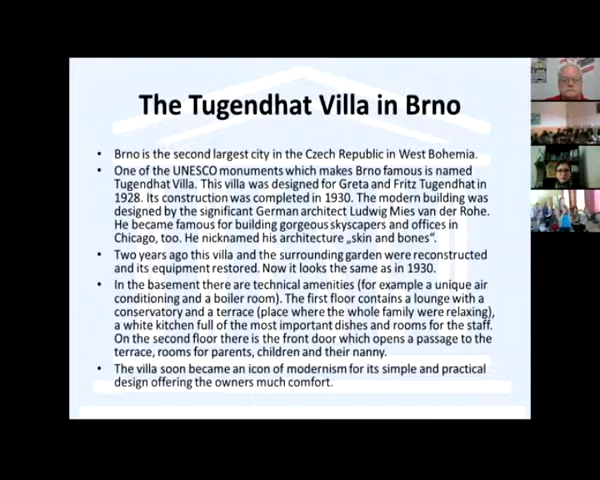 The Tugendhat Villa in Brno
• Brno is the second largest city in the Czech Republic in West Bohemia.
• One of the UNESCO monuments which makes Brno famous is named
Tugendhat Villa. This villa was designed for Greta and Fritz Tugendhat in
1928. Its construction was completed in 1930. The modern building was
designed by the significant German architect Ludwig Mies van der Rohe.
He became famous for building gorgeous skyscapers and offices in
Chicago, too. He nicknamed his architecture „skin and bones“.
• Two years ago this villa and the surrounding garden were reconstructed
and its equipment restored. Now it looks the same as in 1930.
• In the basement there are technical amenities (for example a unique air
conditioning and a boiler room). The first floor contains a lounge with a
conservatory and a terrace (place where the whole family were relaxing),
a white kitchen full of the most important dishes and rooms for the staff.
On the second floor there is the front door which opens a passage to the
terrace, rooms for parents, children and their nanny.
• The villa soon became an icon of modernism for its simple and practical
design offering the owners much comfort.